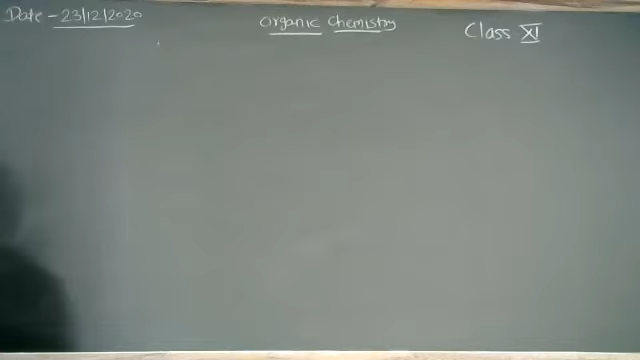 Date - 23/12/2020
Organic Chemistry
Class XI